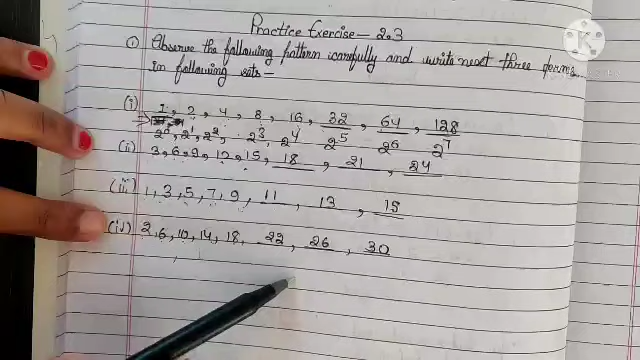 Practice Exercise - 2.3
① Observe the following pattern carefully and write next three terms
in following sets -
(i) 1, 2, 4, 8, 16, 32, 64, 128
2⁰, 2¹, 2², 2³ 2⁴ 2⁵ 2⁶ 2⁷
(ii) 3, 6, 9, 12, 15, 18, 21, 24
(iii) 1, 3, 5, 7, 9, 11, 13, 15
(iv) 2, 6, 10, 14, 18, 22, 26, 30